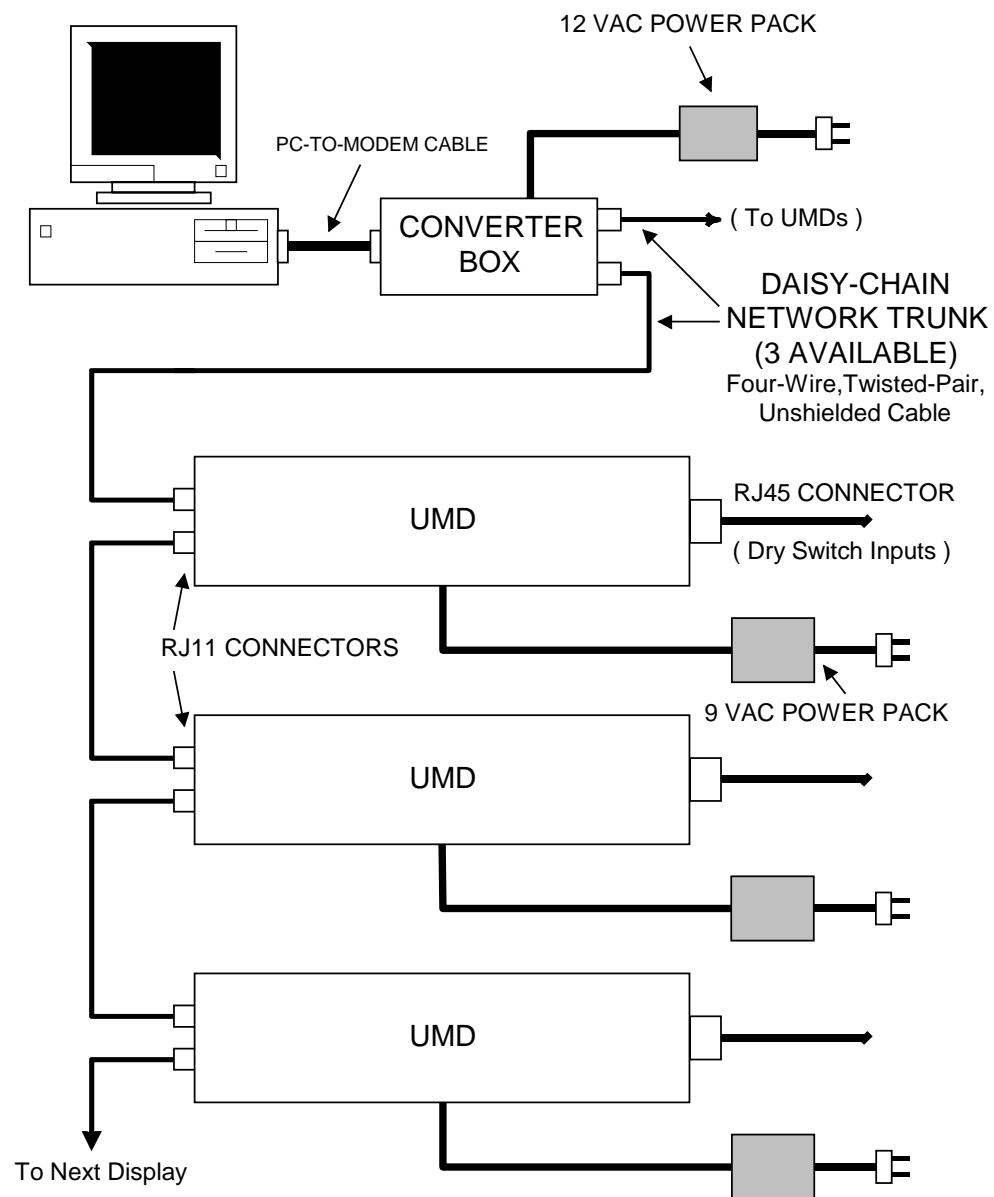 12 VAC POWER PACK
PC-TO-MODEM CABLE
CONVERTER
BOX
( To UMDs )
DAISY-CHAIN
NETWORK TRUNK
(3 AVAILABLE)
Four-Wire,Twisted-Pair,
Unshielded Cable
UMD
RJ45 CONNECTOR
( Dry Switch Inputs )
RJ11 CONNECTORS
9 VAC POWER PACK
UMD
UMD
To Next Display